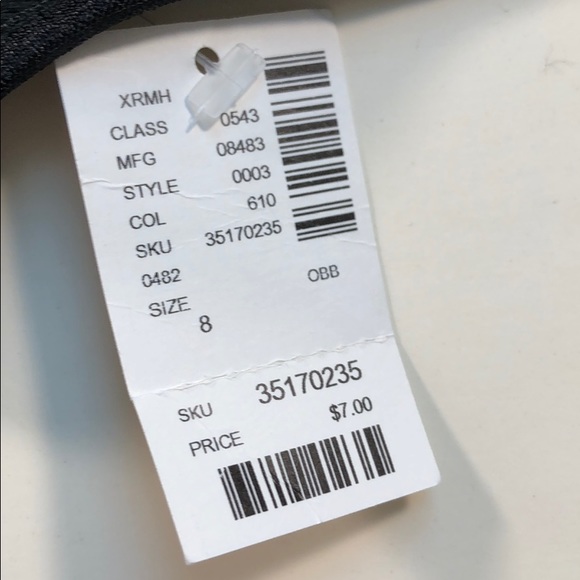 XRMH
CLASS 0543
MFG 08483
STYLE 0003
COL 610
SKU 35170235
0482 OBB
SIZE
8
SKU 35170235
PRICE $7.00